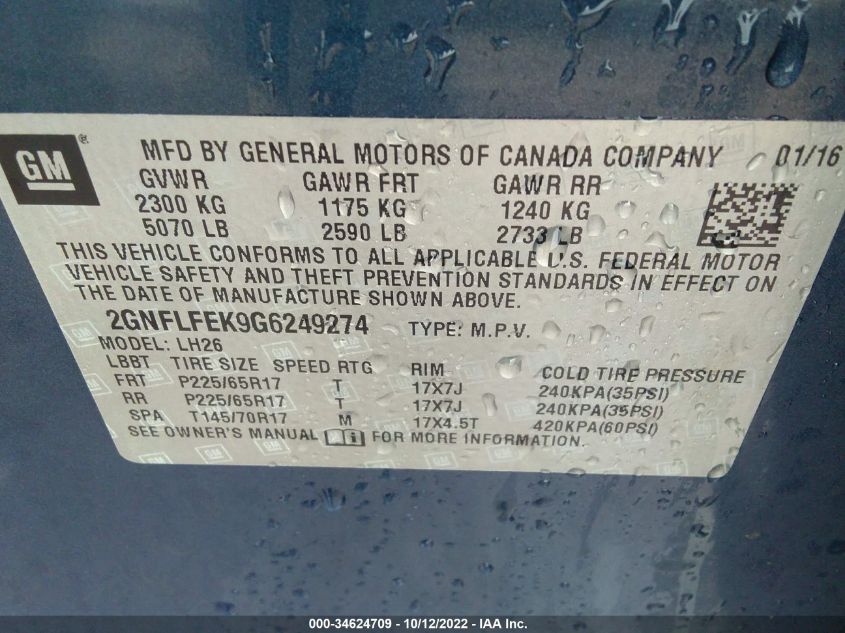 GM ® MFD BY GENERAL MOTORS OF CANADA COMPANY 01/16
GVWR GAWR FRT GAWR RR
2300 KG 1175 KG 1240 KG
5070 LB 2590 LB 2733 LB
THIS VEHICLE CONFORMS TO ALL APPLICABLE U.S. FEDERAL MOTOR
VEHICLE SAFETY AND THEFT PREVENTION STANDARDS IN EFFECT ON
THE DATE OF MANUFACTURE SHOWN ABOVE.
2GNFLFEK9G6249274 TYPE: M.P.V.
MODEL: LH26
LBBT TIRE SIZE SPEED RTG RIM COLD TIRE PRESSURE
FRT P225/65R17 T 17X7J 240KPA(35PSI)
RR P225/65R17 T 17X7J 240KPA(35PSI)
SPA T145/70R17 M 17X4.5T 420KPA(60PSI)
SEE OWNER'S MANUAL FOR MORE INFORMATION.
000-34624709 - 10/12/2022 - IAA Inc.